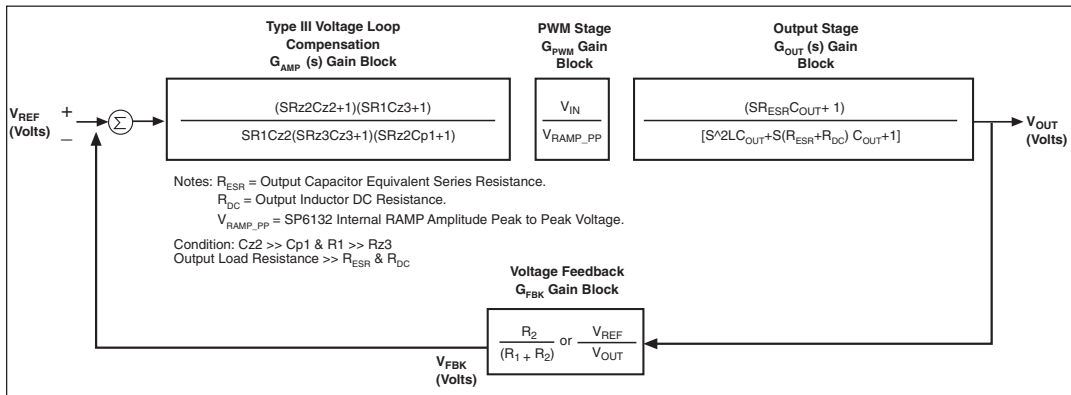 Type III Voltage Loop
Compensation
G_AMP (s) Gain Block
PWM Stage
G_PWM Gain
Block
Output Stage
G_OUT (s) Gain
Block
V_REF
(Volts)
+
–
Σ
(SRz2Cz2+1)(SR1Cz3+1)
SR1Cz2(SRz3Cz3+1)(SRz2Cp1+1)
V_IN
V_RAMP_PP
(SR_ESRC_OUT+ 1)
[S^2LC_OUT+S(R_ESR+R_DC) C_OUT+1]
V_OUT
(Volts)
Notes: R_ESR = Output Capacitor Equivalent Series Resistance.
R_DC = Output Inductor DC Resistance.
V_RAMP_PP = SP6132 Internal RAMP Amplitude Peak to Peak Voltage.
Condition: Cz2 >> Cp1 & R1 >> Rz3
Output Load Resistance >> R_ESR & R_DC
Voltage Feedback
G_FBK Gain Block
R_2
(R_1 + R_2)
or
V_REF
V_OUT
V_FBK
(Volts)